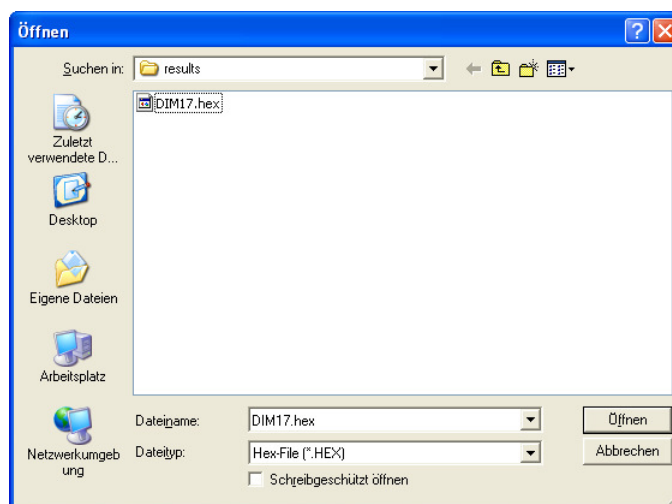 Öffnen
?
Suchen in: results
DIM17.hex
Zuletzt
verwendete D...
Desktop
Eigene Dateien
Arbeitsplatz
Netzwerkumgeb
ung
Dateiname: DIM17.hex Öffnen
Dateityp: Hex-File (*.HEX) Abbrechen
Schreibgeschützt öffnen